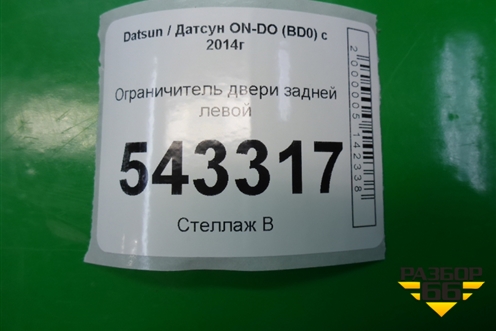 Datsun / Датсун ON-DO (BD0) с
2014г
Ограничитель двери задней
левой
543317
Стеллаж В
2000005142338
РАЗБОР
66